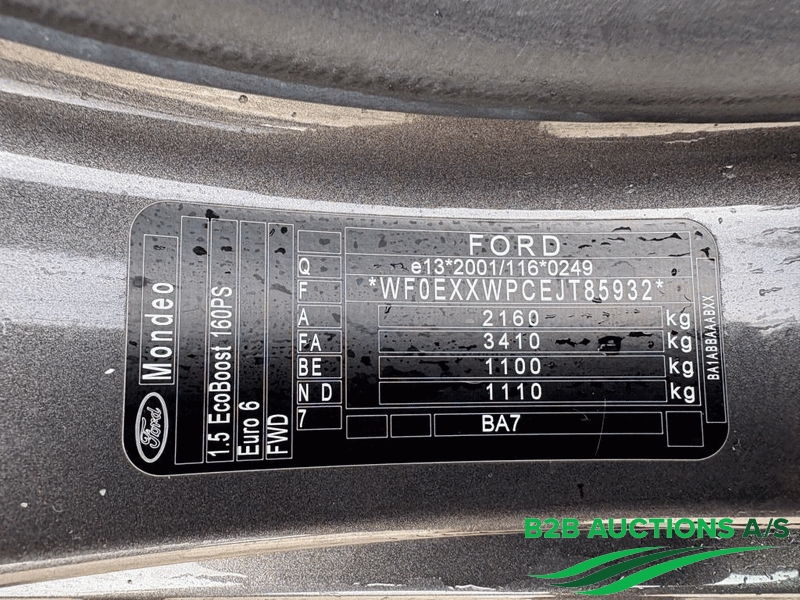 Ford
Mondeo
1.5 EcoBoost 160PS
Euro 6
FWD
Q
F
A
FA
BE
N D
7
FORD
e13*2001/116*0249
*WF0EXXWPCEJT85932*
2160 kg
3410 kg
1100 kg
1110 kg
BA7
BA1ABBAAABXX
B2B AUCTIONS A/S